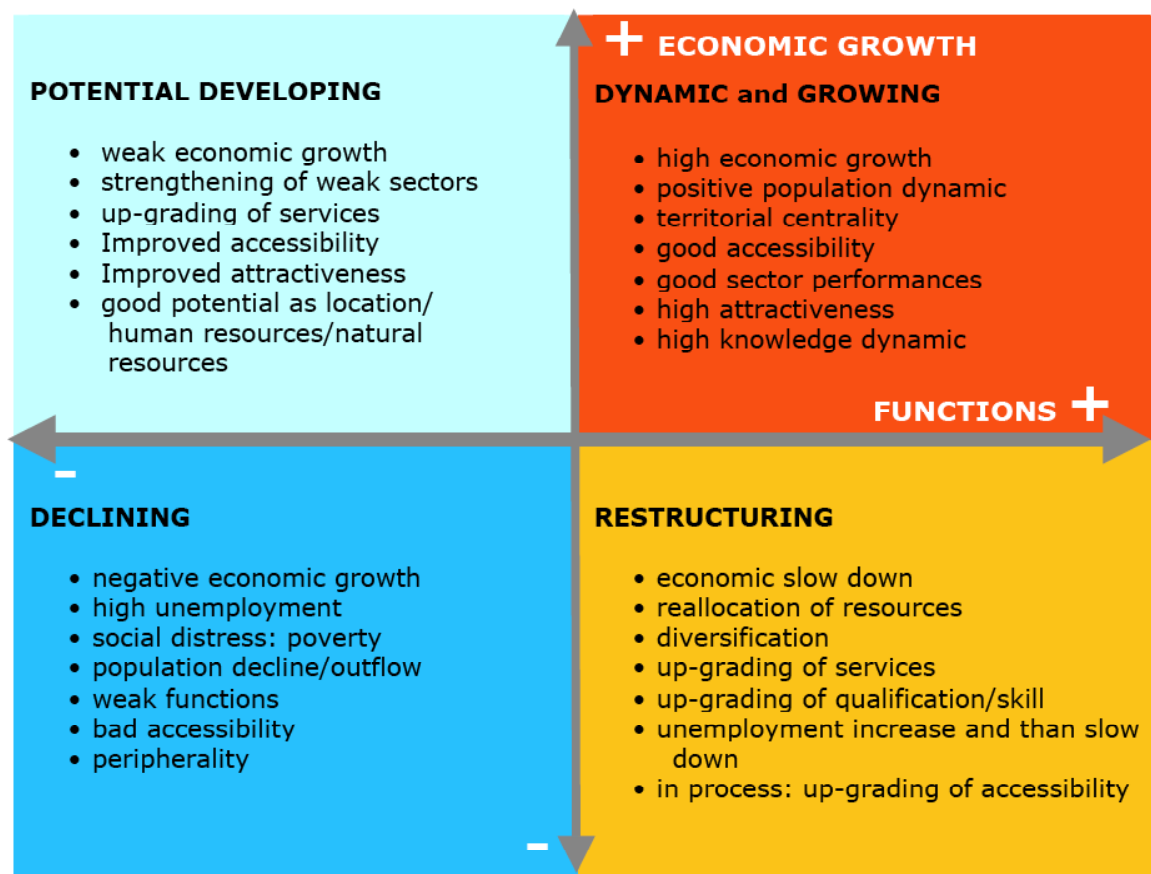 + ECONOMIC GROWTH
POTENTIAL DEVELOPING
• weak economic growth
• strengthening of weak sectors
• up-grading of services
• Improved accessibility
• Improved attractiveness
• good potential as location/
human resources/natural
resources
DYNAMIC and GROWING
• high economic growth
• positive population dynamic
• territorial centrality
• good accessibility
• good sector performances
• high attractiveness
• high knowledge dynamic
FUNCTIONS +
-
DECLINING
• negative economic growth
• high unemployment
• social distress: poverty
• population decline/outflow
• weak functions
• bad accessibility
• peripherality
RESTRUCTURING
• economic slow down
• reallocation of resources
• diversification
• up-grading of services
• up-grading of qualification/skill
• unemployment increase and than slow
down
• in process: up-grading of accessibility
-